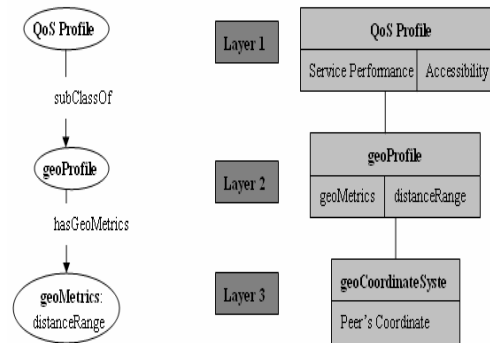 QoS Profile
subClassOf
geoProfile
hasGeoMetrics
geoMetrics:
distanceRange
Layer 1
Layer 2
Layer 3
QoS Profile
Service Performance Accessibility
geoProfile
geoMetrics distanceRange
geoCoordinateSyste
Peer's Coordinate